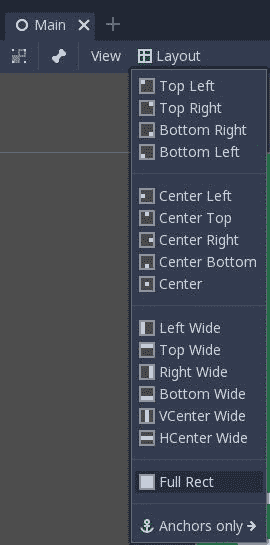 Main
View Layout
Top Left
Top Right
Bottom Right
Bottom Left
Center Left
Center Top
Center Right
Center Bottom
Center
Left Wide
Top Wide
Right Wide
Bottom Wide
VCenter Wide
HCenter Wide
Full Rect
Anchors only